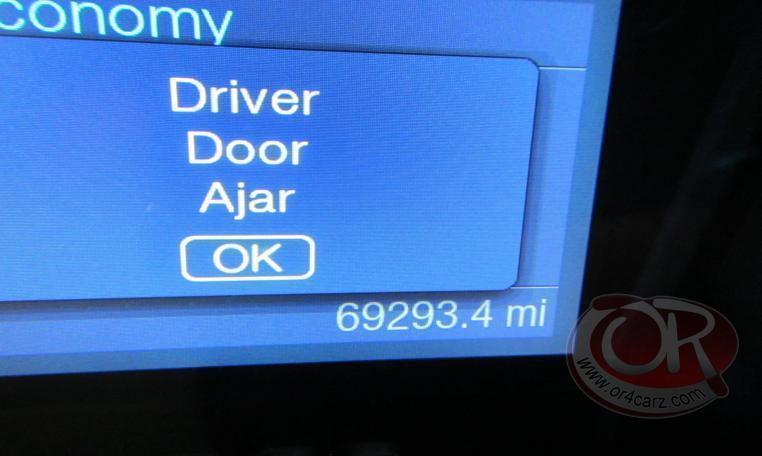 conomy
Driver
Door
Ajar
OK
69293.4 mi
OR
www.or4carz.com